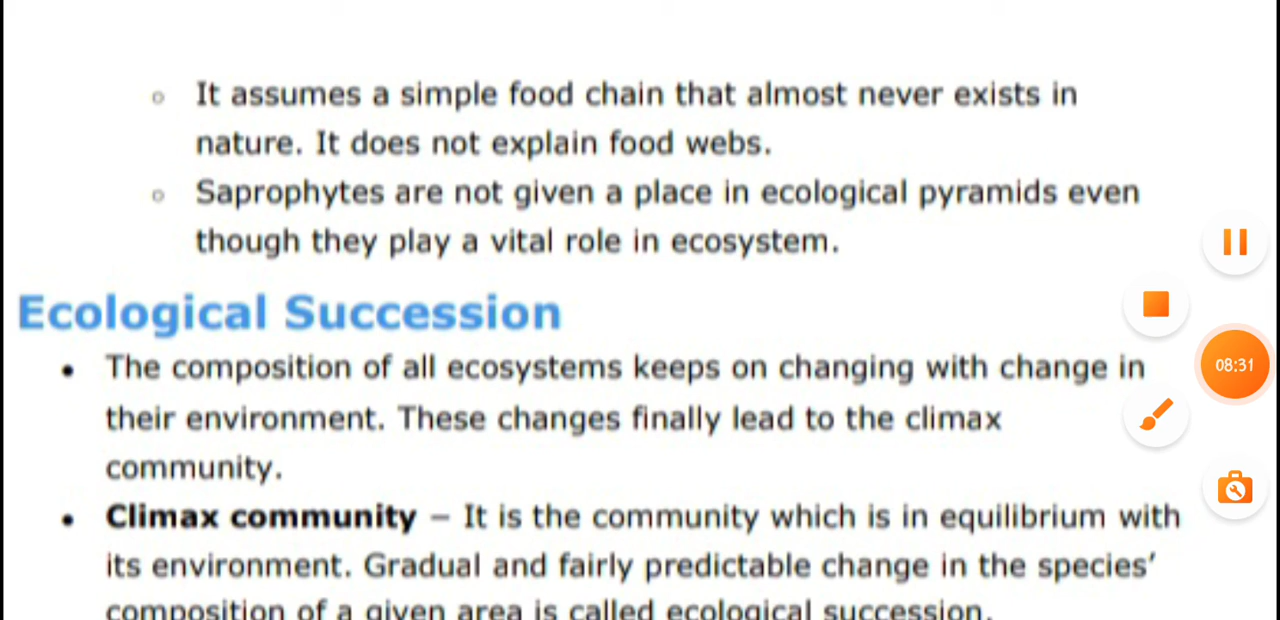 It assumes a simple food chain that almost never exists in
nature. It does not explain food webs.
Saprophytes are not given a place in ecological pyramids even
though they play a vital role in ecosystem.
Ecological Succession
The composition of all ecosystems keeps on changing with change in
their environment. These changes finally lead to the climax
community.
Climax community – It is the community which is in equilibrium with
its environment. Gradual and fairly predictable change in the species’
composition of a given area is called ecological succession.
08:31